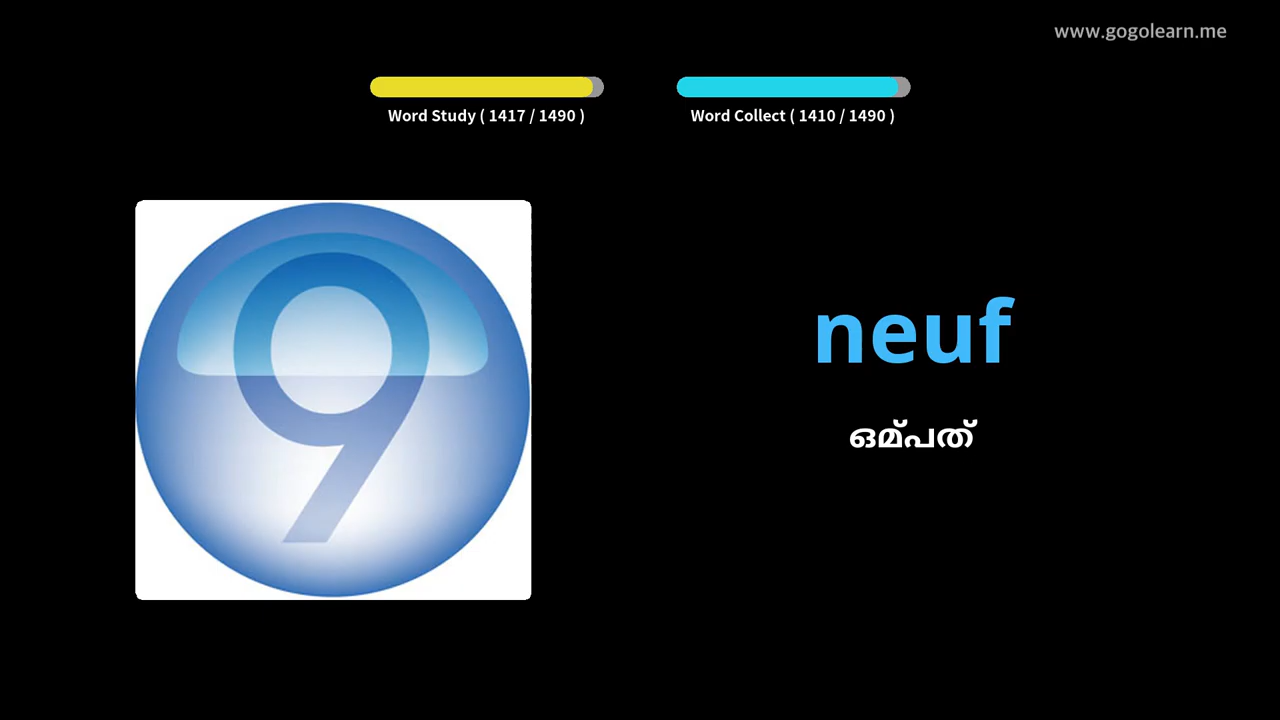 www.gogolearn.me
Word Study ( 1417 / 1490 )
Word Collect ( 1410 / 1490 )
9
neuf
ഒമ്പത്